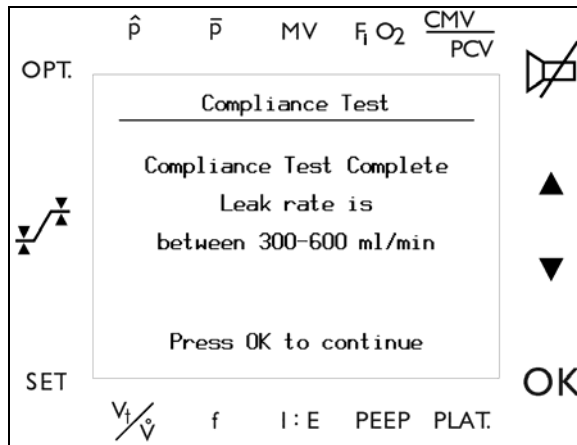 p̂ p̄ MV FᵢO₂ CMV/PCV
OPT.
Compliance Test
Compliance Test Complete
Leak rate is
between 300-600 ml/min
Press OK to continue
SET OK
Vₜ/V̊ f I:E PEEP PLAT.